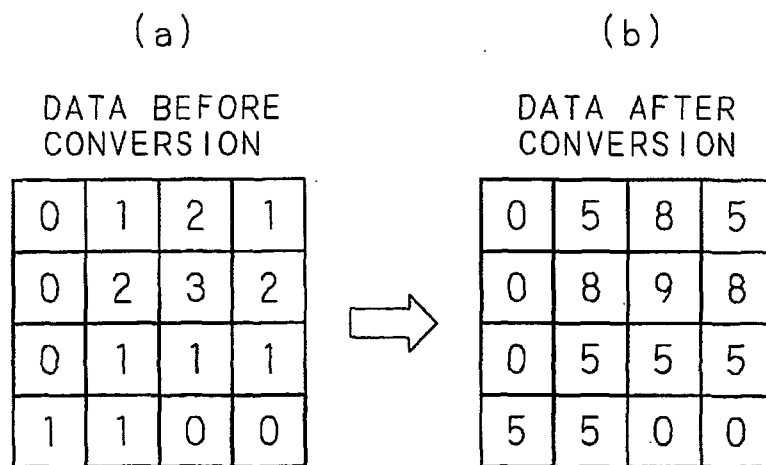 (a)
DATA BEFORE
CONVERSION
0 1 2 1
0 2 3 2
0 1 1 1
1 1 0 0
(b)
DATA AFTER
CONVERSION
0 5 8 5
0 8 9 8
0 5 5 5
5 5 0 0